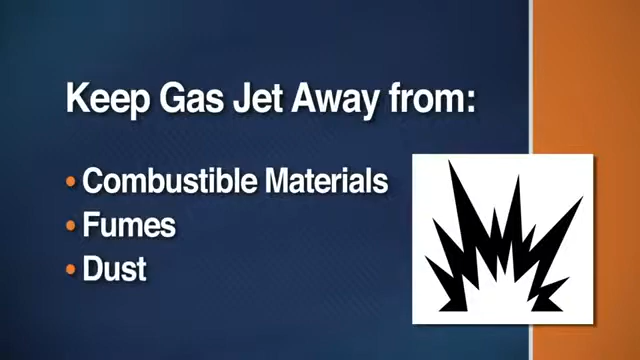 Keep Gas Jet Away from:
• Combustible Materials
• Fumes
• Dust